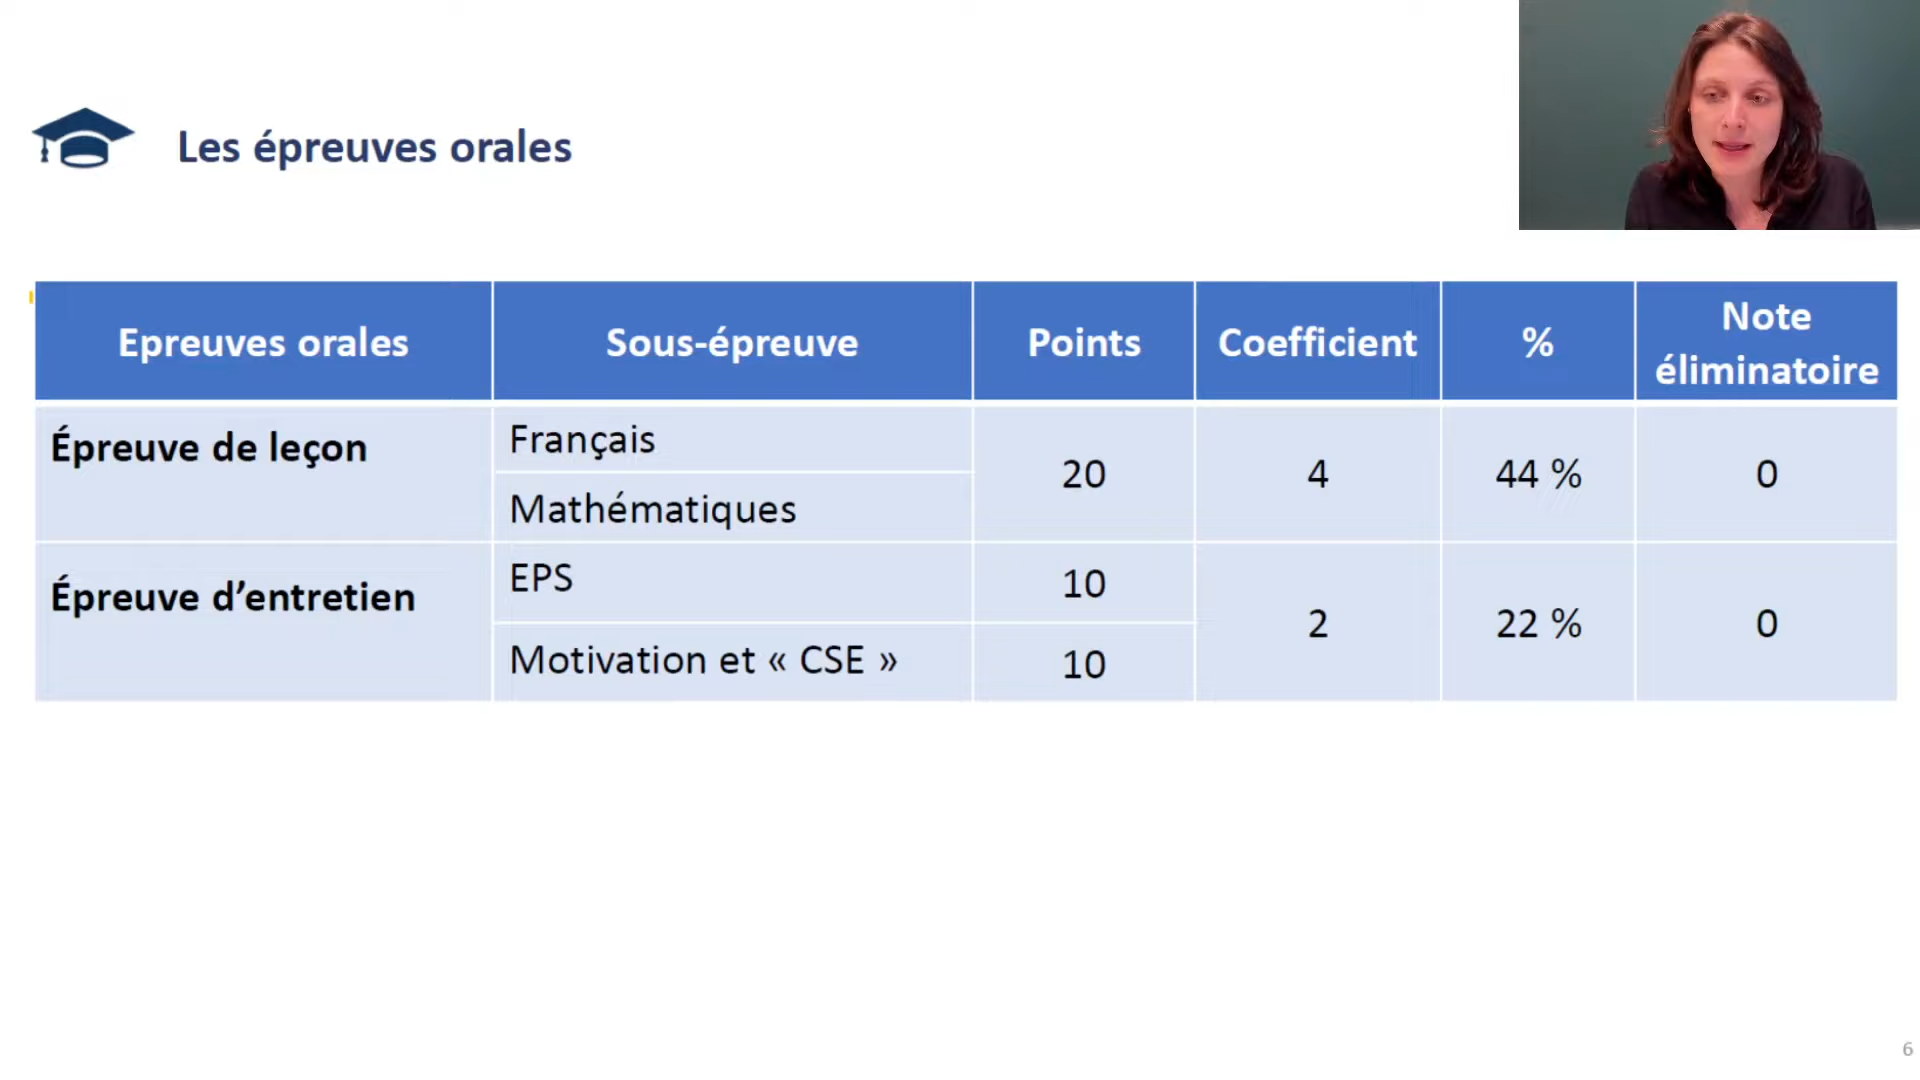 Les épreuves orales
Epreuves orales
Sous-épreuve
Points
Coefficient
%
Note
éliminatoire
Épreuve de leçon
Français
Mathématiques
20
4
44 %
0
Épreuve d’entretien
EPS
10
Motivation et « CSE »
10
2
22 %
0
6